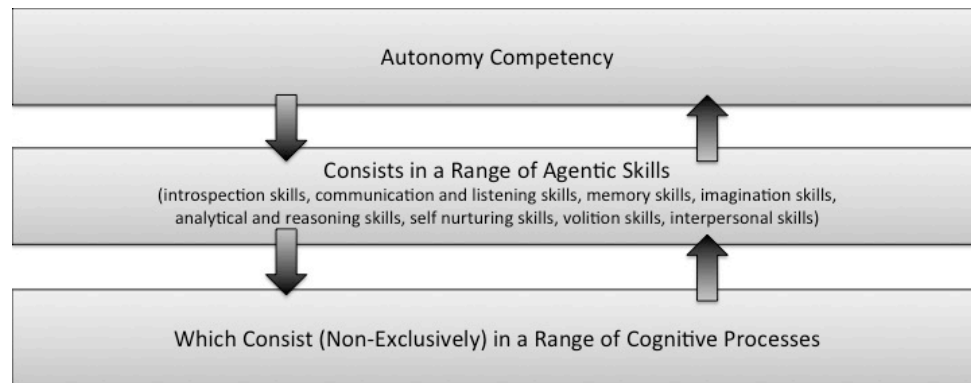 Autonomy Competency
Consists in a Range of Agentic Skills
(introspection skills, communication and listening skills, memory skills, imagination skills,
analytical and reasoning skills, self nurturing skills, volition skills, interpersonal skills)
Which Consist (Non-Exclusively) in a Range of Cognitive Processes